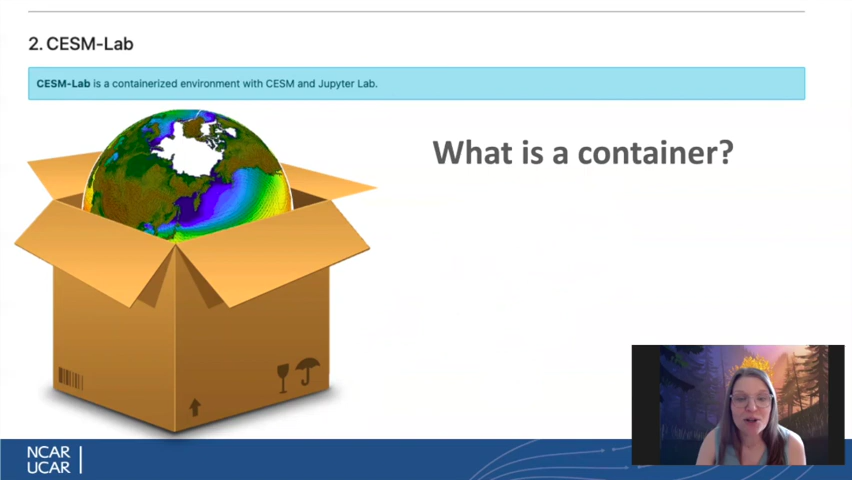 2. CESM-Lab
CESM-Lab is a containerized environment with CESM and Jupyter Lab.
What is a container?
NCAR
UCAR